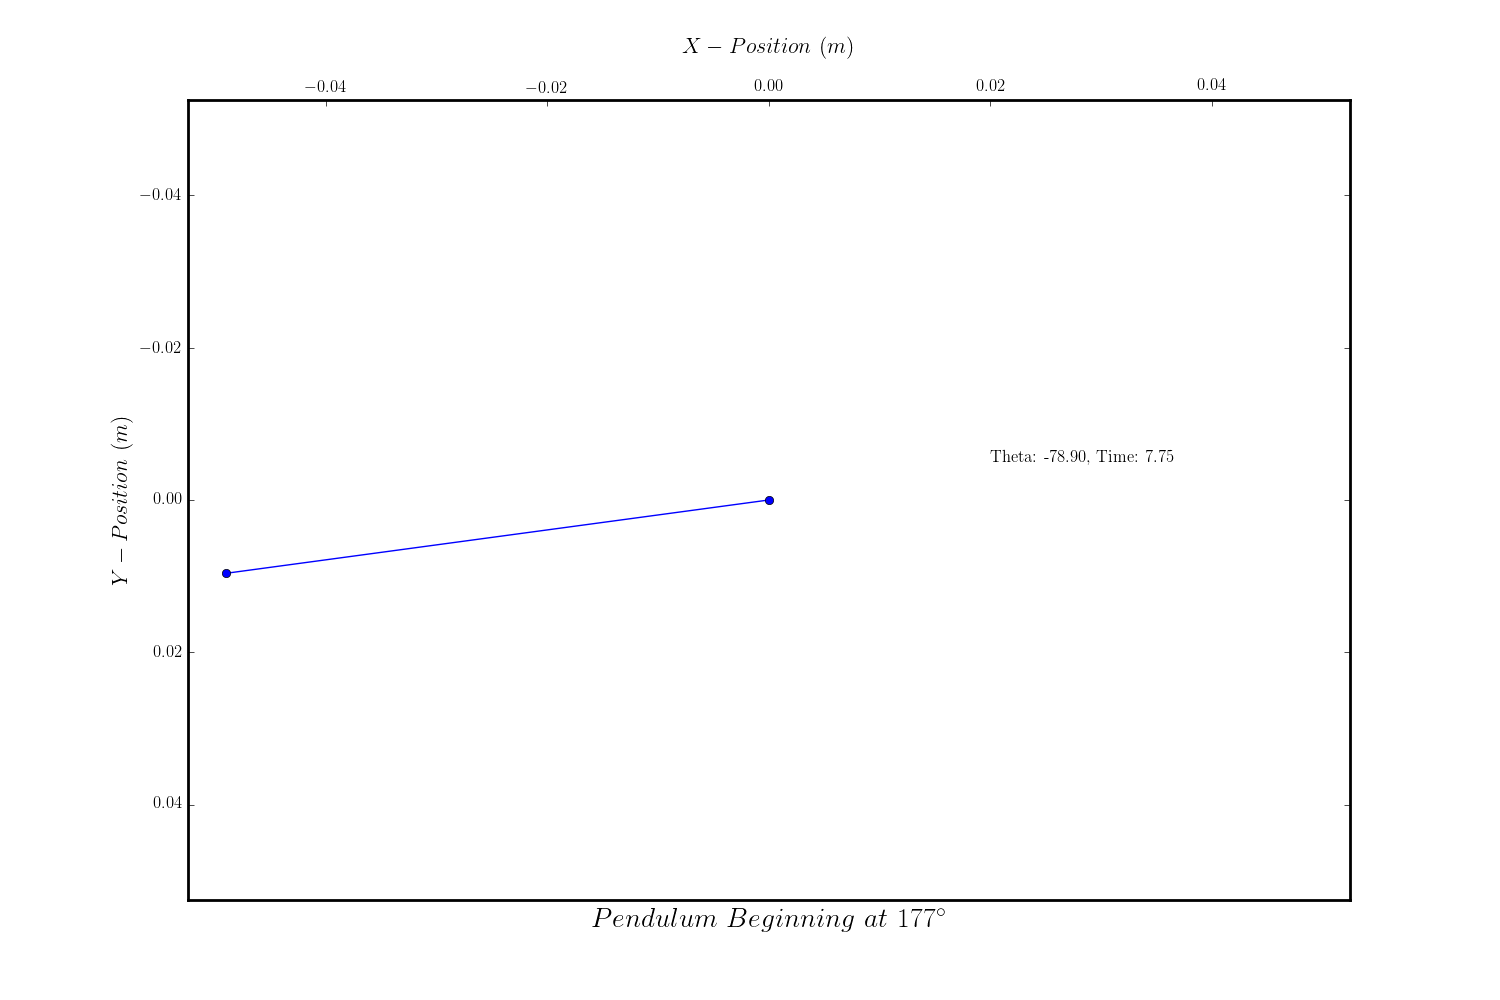 X − Position (m)
−0.04 −0.02 0.00 0.02 0.04
−0.04
−0.02
Y − Position (m)
Theta: -78.90, Time: 7.75
0.00
0.02
0.04
Pendulum Beginning at 177°